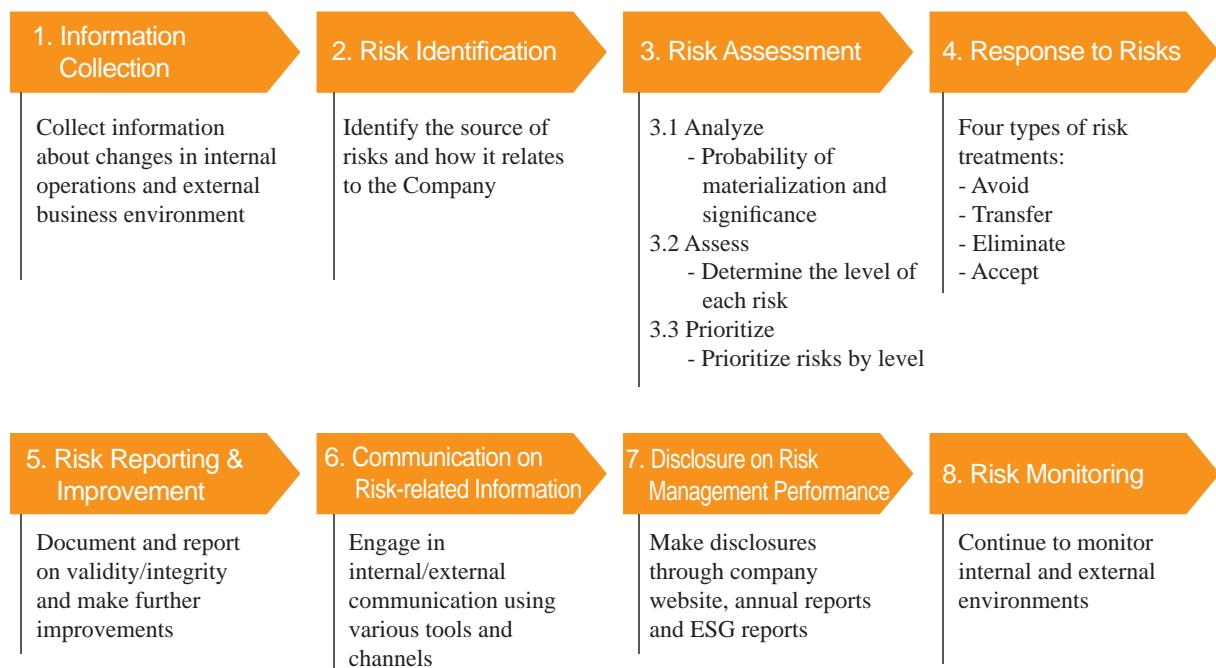 1. Information
Collection
Collect information
about changes in internal
operations and external
business environment
2. Risk Identification
Identify the source of
risks and how it relates
to the Company
3. Risk Assessment
3.1 Analyze
- Probability of
materialization and
significance
3.2 Assess
- Determine the level of
each risk
3.3 Prioritize
- Prioritize risks by level
4. Response to Risks
Four types of risk
treatments:
- Avoid
- Transfer
- Eliminate
- Accept
5. Risk Reporting &
Improvement
Document and report
on validity/integrity
and make further
improvements
6. Communication on
Risk-related Information
Engage in
internal/external
communication using
various tools and
channels
7. Disclosure on Risk
Management Performance
Make disclosures
through company
website, annual reports
and ESG reports
8. Risk Monitoring
Continue to monitor
internal and external
environments